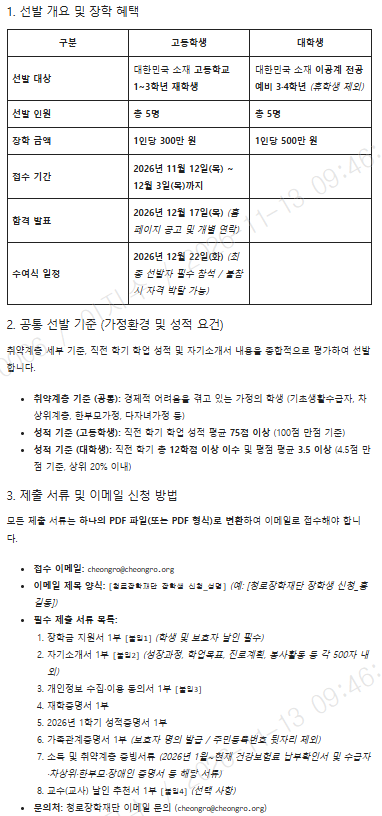 1. 선발 개요 및 장학 혜택
구분 고등학생 대학생
선발 대상
대한민국 소재 고등학교
1~3학년 재학생
대한민국 소재 이공계 전공
예비 3·4학년 (휴학생 제외)
선발 인원 총 5명 총 5명
장학 금액 1인당 300만 원 1인당 500만 원
접수 기간
2026년 11월 12일(목) ~
12월 3일(목)까지
합격 발표
2026년 12월 17일(목) (홈
페이지 공고 및 개별 연락)
수여식 일정
2026년 12월 22일(화) (최
종 선발자 필수 참석 / 불참
시 자격 박탈 가능)
2. 공통 선발 기준 (가정환경 및 성적 요건)
취약계층 세부 기준, 직전 학기 학업 성적 및 자기소개서 내용을 종합적으로 평가하여 선발
합니다.
• 취약계층 기준 (공통): 경제적 어려움을 겪고 있는 가정의 학생 (기초생활수급자, 차
상위계층, 한부모가정, 다자녀가정 등)
• 성적 기준 (고등학생): 직전 학기 학업 성적 평균 75점 이상 (100점 만점 기준)
• 성적 기준 (대학생): 직전 학기 총 12학점 이상 이수 및 평점 평균 3.5 이상 (4.5점 만
점 기준, 상위 20% 이내)
3. 제출 서류 및 이메일 신청 방법
모든 제출 서류는 하나의 PDF 파일(또는 PDF 형식)로 변환하여 이메일로 접수해야 합니
다.
• 접수 이메일: cheongro@cheongro.org
• 이메일 제목 양식: [청로장학재단 장학생 신청_성명] (예: [청로장학재단 장학생 신청_홍
길동])
• 필수 제출 서류 목록:
1. 장학금 지원서 1부 [붙임1] (학생 및 보호자 날인 필수)
2. 자기소개서 1부 [붙임2] (성장과정, 학업목표, 진로계획, 봉사활동 등 각 500자 내
외)
3. 개인정보 수집·이용 동의서 1부 [붙임3]
4. 재학증명서 1부
5. 2026년 1학기 성적증명서 1부
6. 가족관계증명서 1부 (보호자 명의 발급 / 주민등록번호 뒷자리 제외)
7. 소득 및 취약계층 증빙서류 (2026년 1월~현재 건강보험료 납부확인서 및 수급자
·차상위·한부모·장애인 증명서 등 해당 서류)
8. 교수(교사) 날인 추천서 1부 [붙임4] (선택 사항)
• 문의처: 청로장학재단 이메일 문의 (cheongro@cheongro.org)